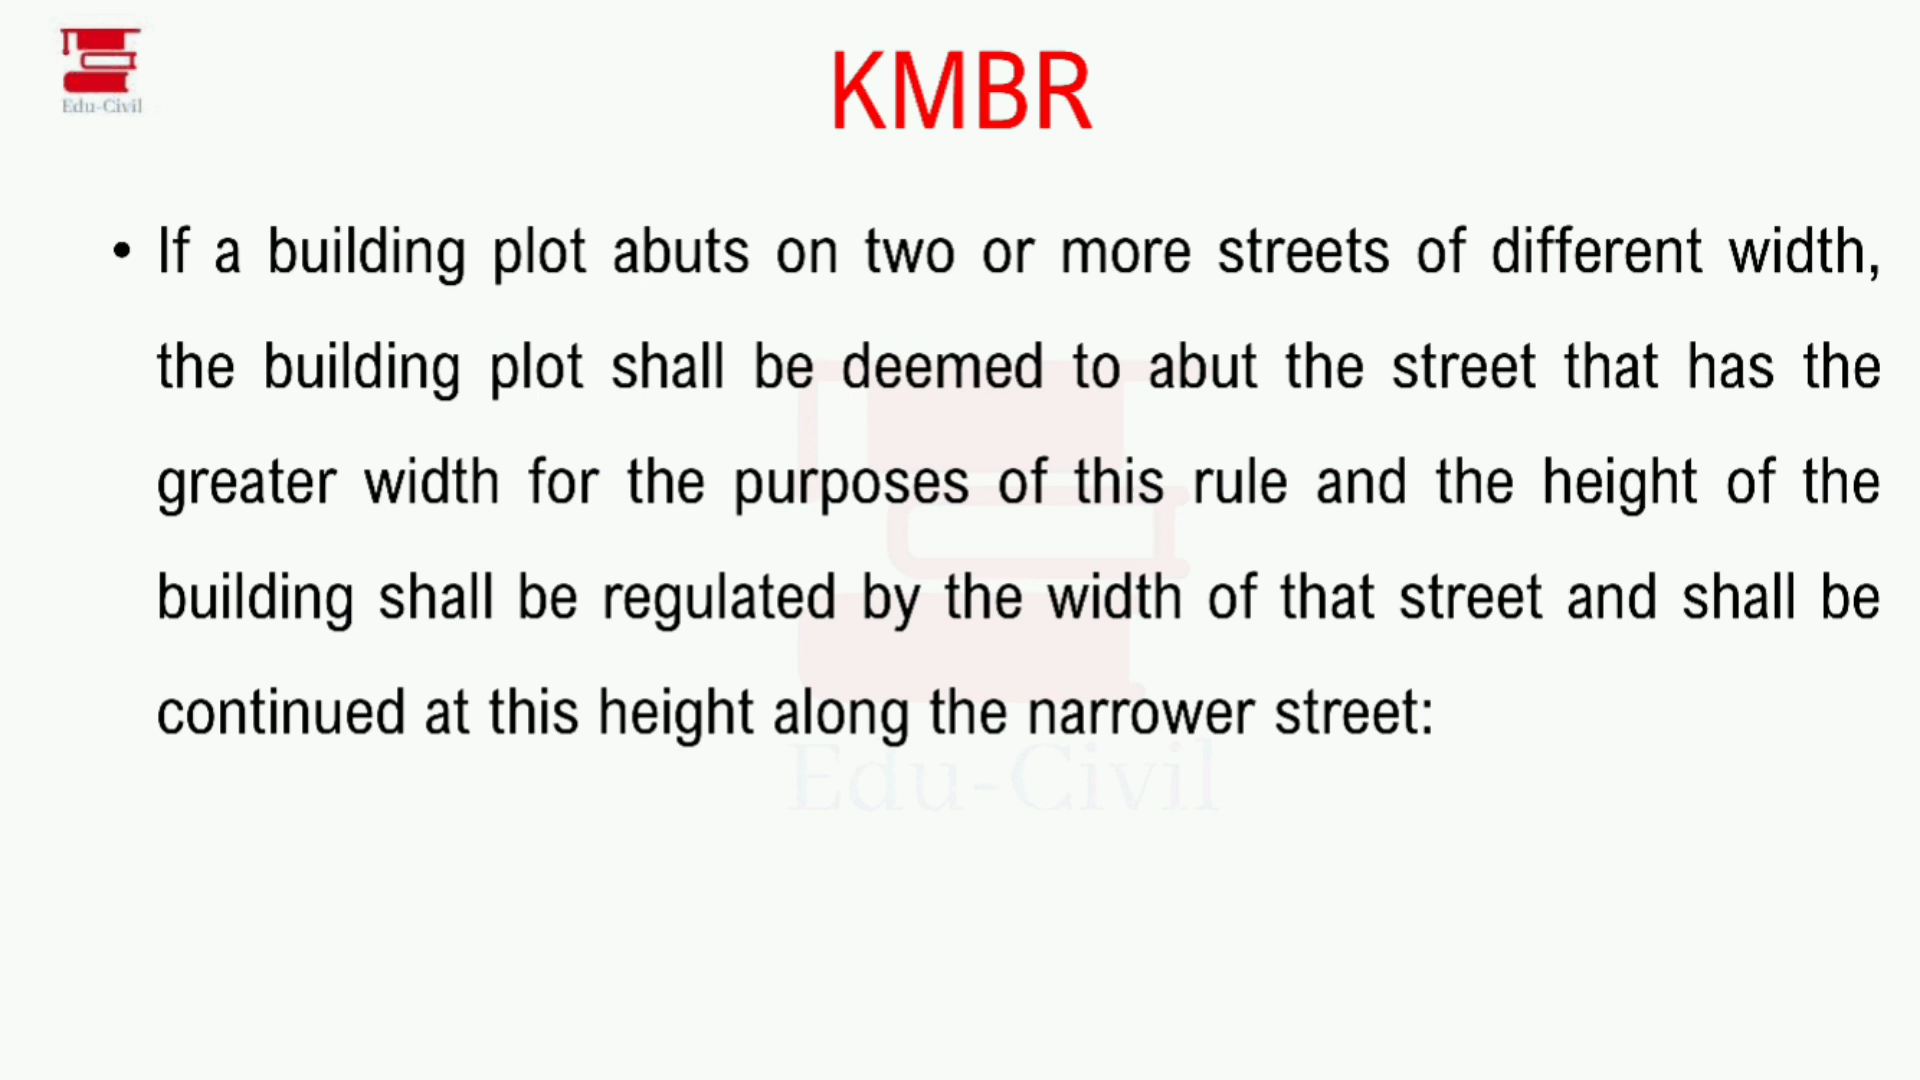 Edu-Civil
KMBR
• If a building plot abuts on two or more streets of different width,
the building plot shall be deemed to abut the street that has the
greater width for the purposes of this rule and the height of the
building shall be regulated by the width of that street and shall be
continued at this height along the narrower street:
Edu-Civil